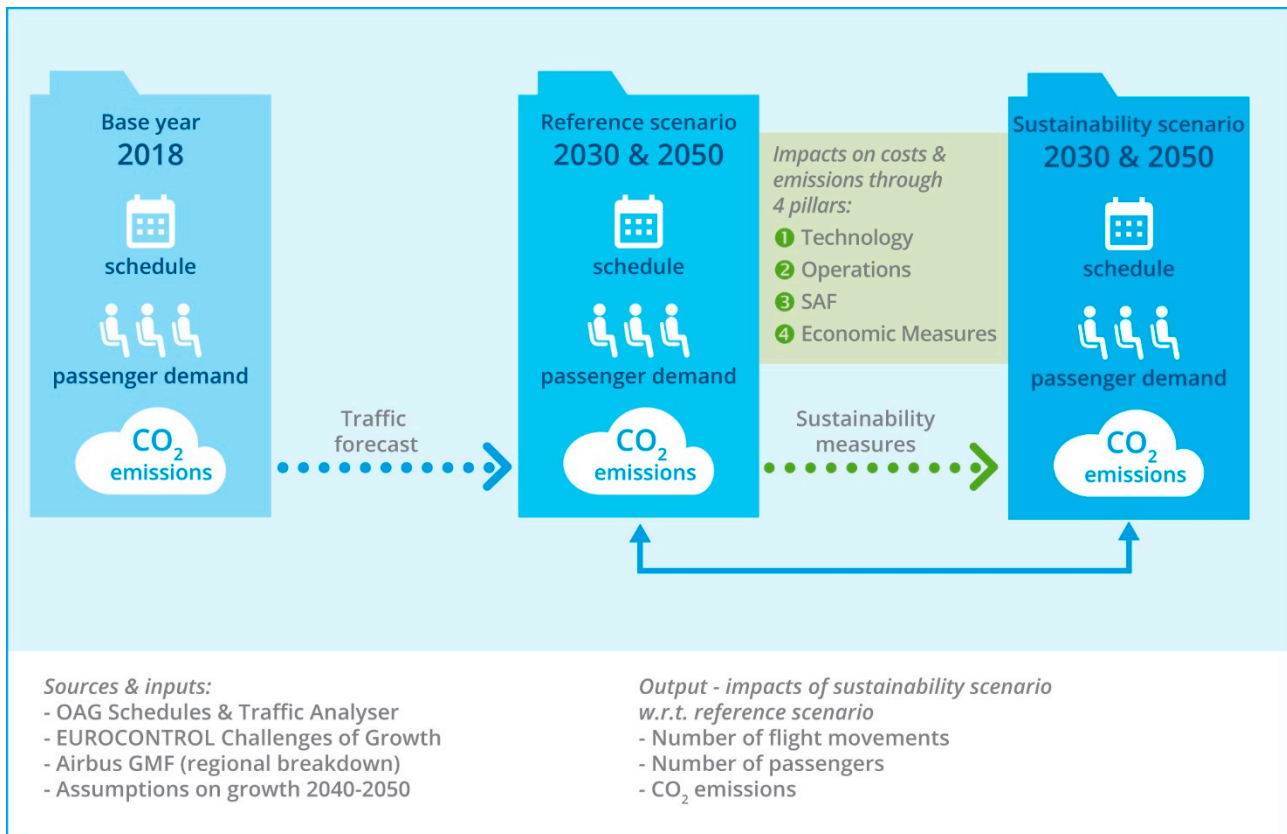 Base year
2018
schedule
passenger demand
CO₂
emissions
Traffic
forecast
Reference scenario
2030 & 2050
schedule
passenger demand
CO₂
emissions
Impacts on costs &
emissions through
4 pillars:
1 Technology
2 Operations
3 SAF
4 Economic Measures
Sustainability
measures
Sustainability scenario
2030 & 2050
schedule
passenger demand
CO₂
emissions
Sources & inputs:
- OAG Schedules & Traffic Analyser
- EUROCONTROL Challenges of Growth
- Airbus GMF (regional breakdown)
- Assumptions on growth 2040-2050
Output - impacts of sustainability scenario
w.r.t. reference scenario
- Number of flight movements
- Number of passengers
- CO₂ emissions